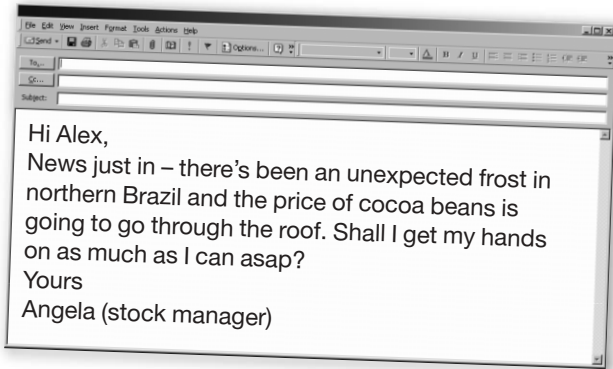 File Edit View Insert Format Tools Actions Help
Send Options...
To...
Cc...
Subject:
Hi Alex,
News just in – there's been an unexpected frost in
northern Brazil and the price of cocoa beans is
going to go through the roof. Shall I get my hands
on as much as I can asap?
Yours
Angela (stock manager)